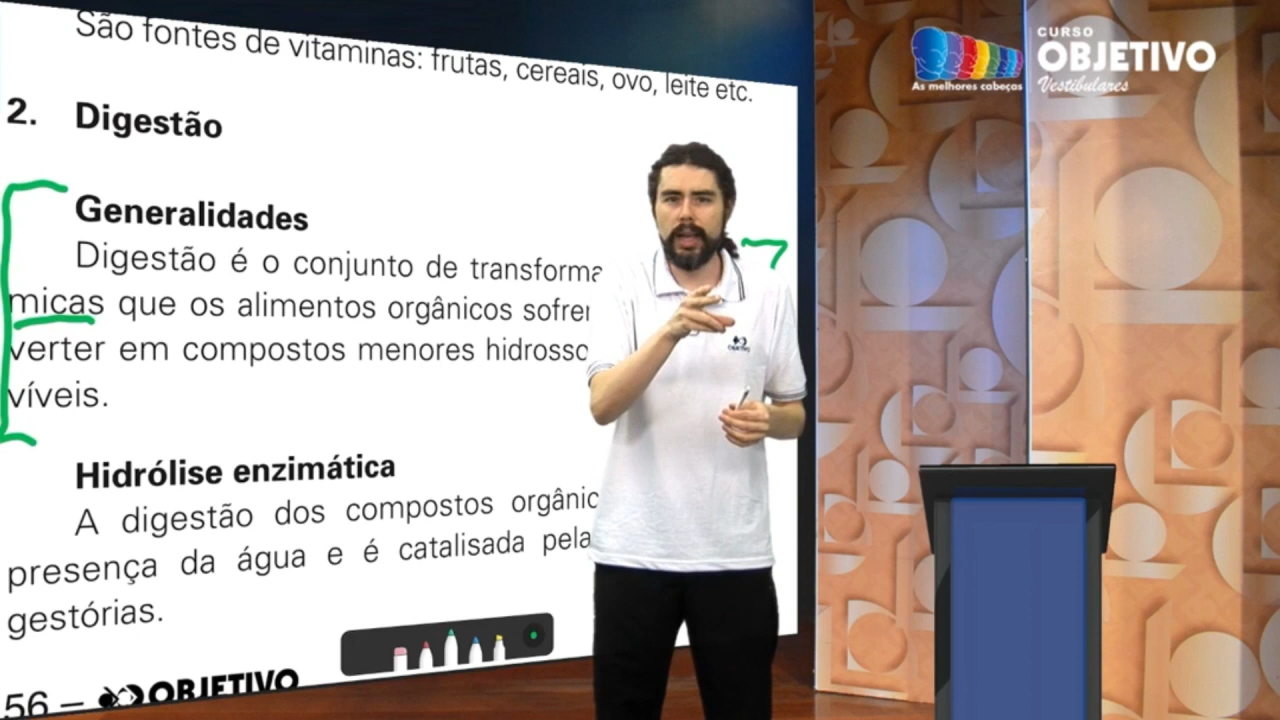 São fontes de vitaminas: frutas, cereais, ovo, leite etc.
2. Digestão
Generalidades
Digestão é o conjunto de transforma
micas que os alimentos orgânicos sofrem
verter em compostos menores hidrosso
víveis.
Hidrólise enzimática
A digestão dos compostos orgânic
presença da água e é catalisada pela
gestórias.
56 – OBJETIVO
CURSO
OBJETIVO
Vestibulares
As melhores cabeças
objetivo